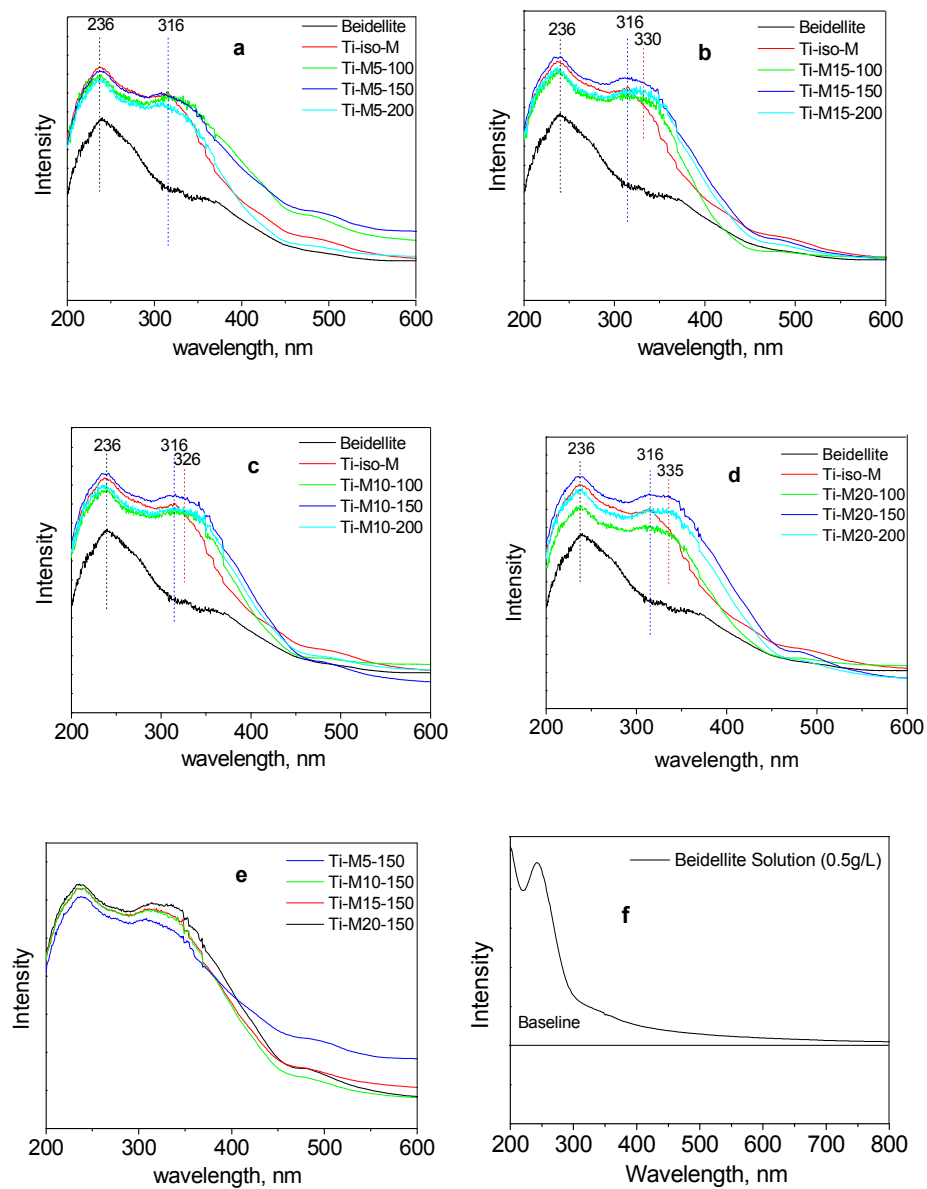 236 316
a
Beidellite
Ti-iso-M
Ti-M5-100
Ti-M5-150
Ti-M5-200
Intensity
200 300 400 500 600
wavelength, nm
236 316
330
b
Beidellite
Ti-iso-M
Ti-M15-100
Ti-M15-150
Ti-M15-200
Intensity
200 300 400 500 600
wavelength, nm
236 316
326
c
Beidellite
Ti-iso-M
Ti-M10-100
Ti-M10-150
Ti-M10-200
Intensity
200 300 400 500 600
wavelength, nm
236 316
335
d
Beidellite
Ti-iso-M
Ti-M20-100
Ti-M20-150
Ti-M20-200
Intensity
200 300 400 500 600
wavelength, nm
e
Ti-M5-150
Ti-M10-150
Ti-M15-150
Ti-M20-150
Intensity
200 300 400 500 600
wavelength, nm
Beidellite Solution (0.5g/L)
f
Baseline
Intensity
200 300 400 500 600 700 800
Wavelength, nm